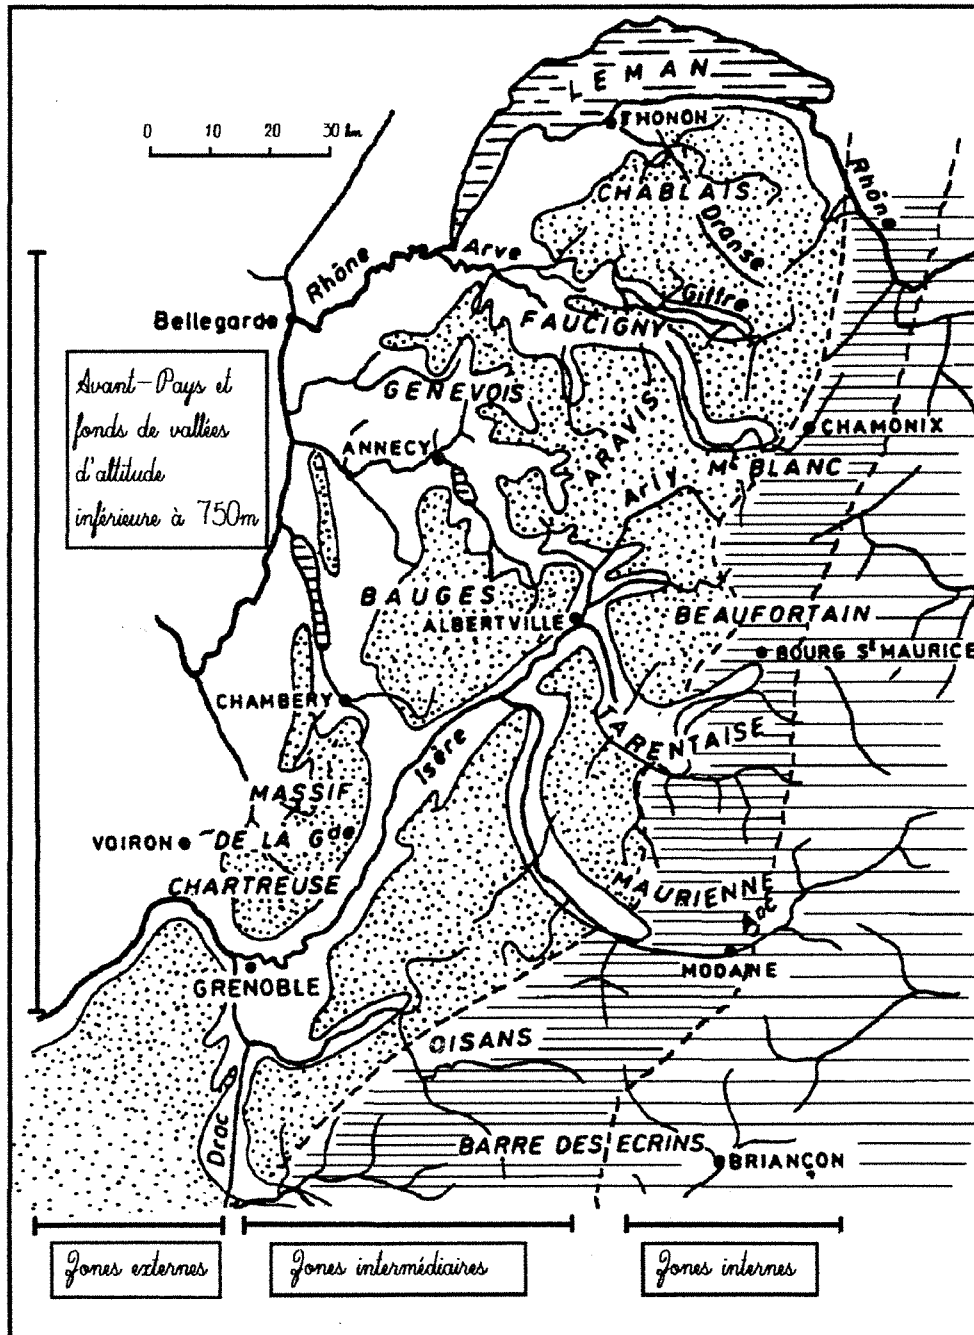 LEMAN
0 10 20 30 km
THONON
CHABLAIS
Rhône
Dranse
Rhône
Arve
Giffre
Bellegarde
FAUCIGNY
Avant-Pays et
fonds de vallées
d'altitude
inférieure à 750m
GENEVOIS
ARAVIS
CHAMONIX
ANNECY
Mt BLANC
Arly
BAUGES
ALBERTVILLE
BEAUFORTAIN
BOURG St MAURICE
CHAMBERY
TARENTAISE
Isère
MASSIF
VOIRON
DE LA Gde
CHARTREUSE
MAURIENNE
Arc
MODANE
GRENOBLE
OISANS
Drac
BARRE DES ECRINS
BRIANÇON
Zones externes
Zones intermédiaires
Zones internes